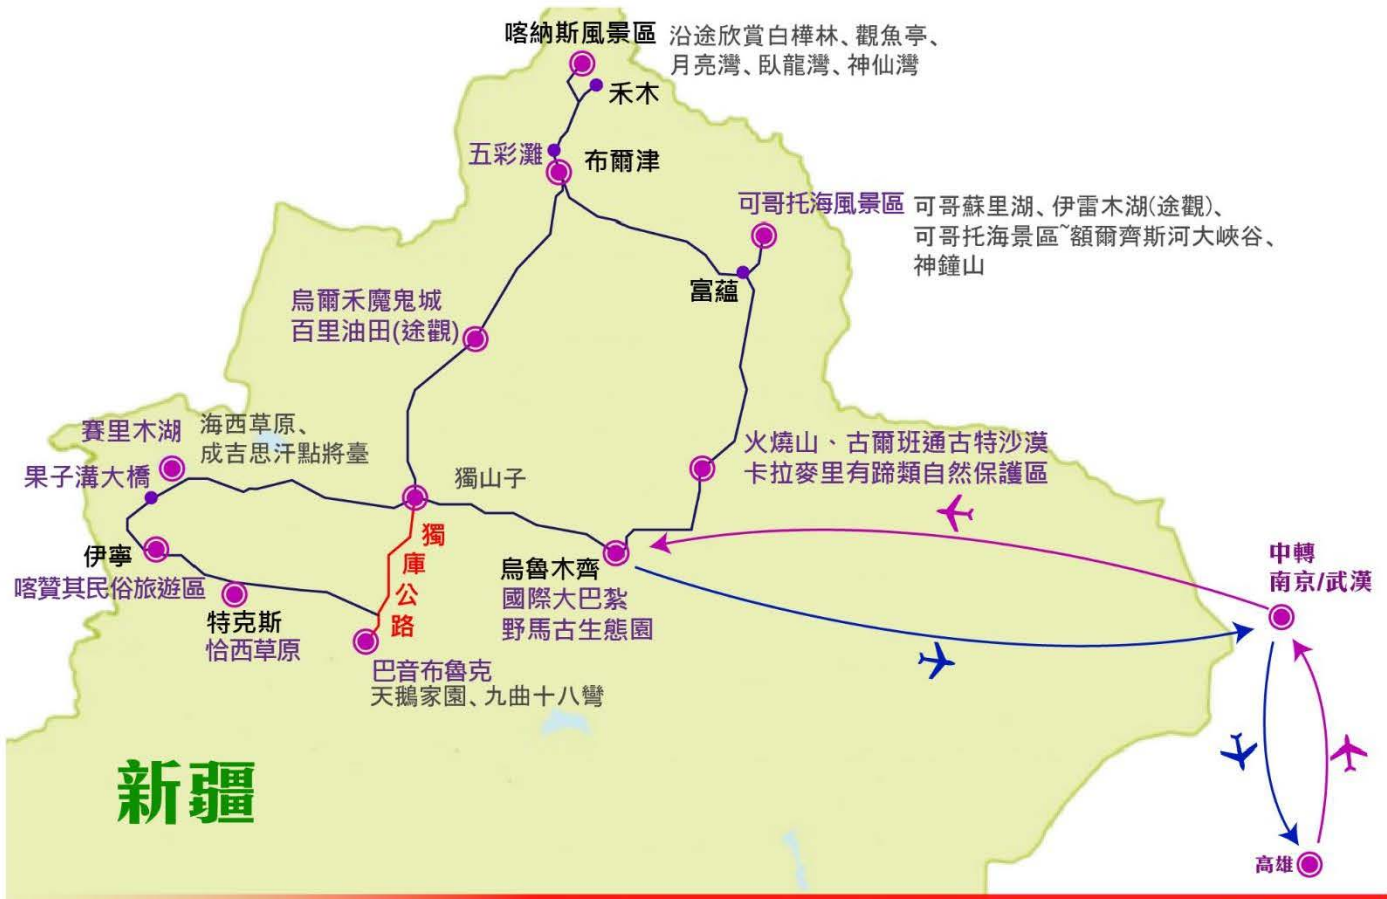 喀納斯風景區
沿途欣賞白樺林、觀魚亭、
月亮灣、臥龍灣、神仙灣
禾木
五彩灘
布爾津
可哥托海風景區
可哥蘇里湖、伊雷木湖(途觀)、
可哥托海景區~額爾齊斯河大峽谷、
神鐘山
富蘊
烏爾禾魔鬼城
百里油田(途觀)
賽里木湖
海西草原、
成吉思汗點將臺
果子溝大橋
獨山子
火燒山、古爾班通古特沙漠
卡拉麥里有蹄類自然保護區
獨
庫
公
路
伊寧
喀贊其民俗旅遊區
特克斯
恰西草原
烏魯木齊
國際大巴紮
野馬古生態園
巴音布魯克
天鵝家園、九曲十八彎
中轉
南京/武漢
新疆
高雄